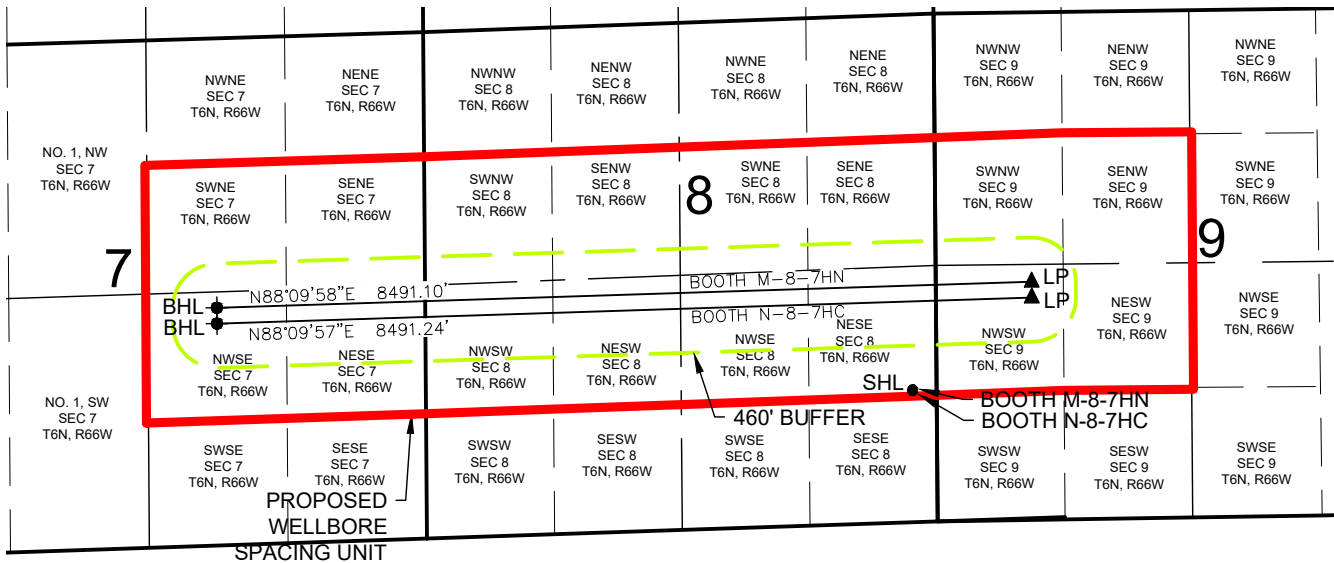 NWNE
SEC 7
T6N, R66W
NENE
SEC 7
T6N, R66W
NWNW
SEC 8
T6N, R66W
NENW
SEC 8
T6N, R66W
NWNE
SEC 8
T6N, R66W
NENE
SEC 8
T6N, R66W
NWNW
SEC 9
T6N, R66W
NENW
SEC 9
T6N, R66W
NWNE
SEC 9
T6N, R66W
NO. 1, NW
SEC 7
T6N, R66W
SWNE
SEC 7
T6N, R66W
SENE
SEC 7
T6N, R66W
SWNW
SEC 8
T6N, R66W
SENW
SEC 8
T6N, R66W
8
SWNE
SEC 8
T6N, R66W
SENE
SEC 8
T6N, R66W
SWNW
SEC 9
T6N, R66W
SENW
SEC 9
T6N, R66W
SWNE
SEC 9
T6N, R66W
7
9
BHL
N88°09'58"E 8491.10'
BOOTH M-8-7HN
LP
BHL
N88°09'57"E 8491.24'
BOOTH N-8-7HC
LP
NWSE
SEC 7
T6N, R66W
NESE
SEC 7
T6N, R66W
NWSW
SEC 8
T6N, R66W
NESW
SEC 8
T6N, R66W
NWSE
SEC 8
T6N, R66W
NESE
SEC 8
T6N, R66W
NWSW
SEC 9
T6N, R66W
NESW
SEC 9
T6N, R66W
NWSE
SEC 9
T6N, R66W
SHL
BOOTH M-8-7HN
BOOTH N-8-7HC
460' BUFFER
NO. 1, SW
SEC 7
T6N, R66W
SWSE
SEC 7
T6N, R66W
SESE
SEC 7
T6N, R66W
SWSW
SEC 8
T6N, R66W
SESW
SEC 8
T6N, R66W
SWSE
SEC 8
T6N, R66W
SESE
SEC 8
T6N, R66W
SWSW
SEC 9
T6N, R66W
SESW
SEC 9
T6N, R66W
SWSE
SEC 9
T6N, R66W
PROPOSED
WELLBORE
SPACING UNIT